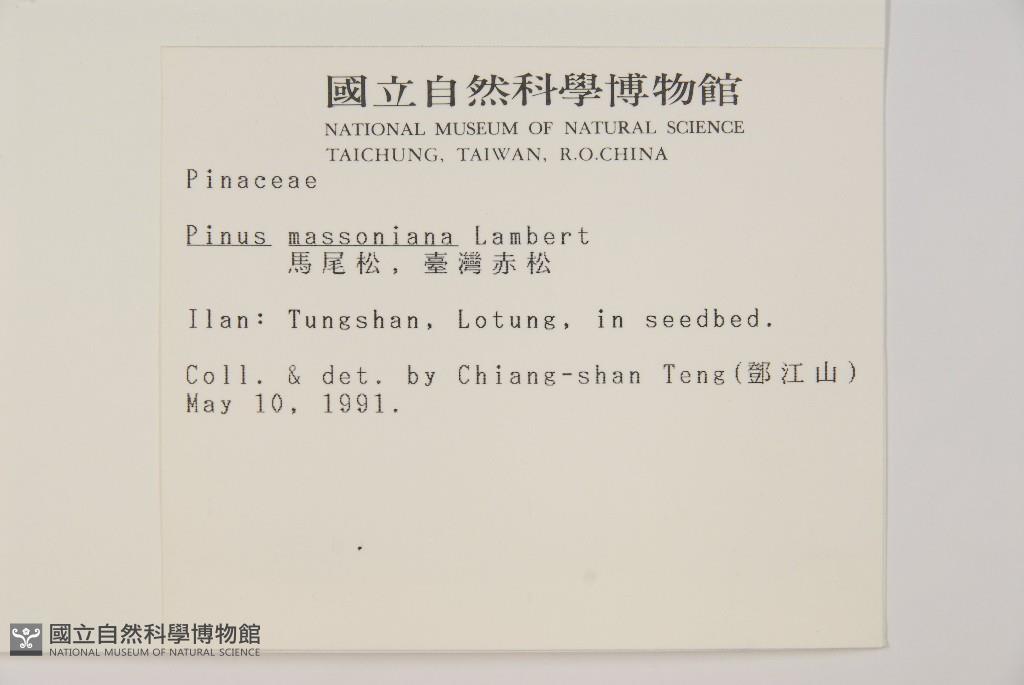 國立自然科學博物館
NATIONAL MUSEUM OF NATURAL SCIENCE
TAICHUNG, TAIWAN, R.O.CHINA
Pinaceae
Pinus massoniana Lambert
馬尾松, 臺灣赤松
Ilan: Tungshan, Lotung, in seedbed.
Coll. & det. by Chiang-shan Teng(鄧江山)
May 10, 1991.
國立自然科學博物館
NATIONAL MUSEUM OF NATURAL SCIENCE